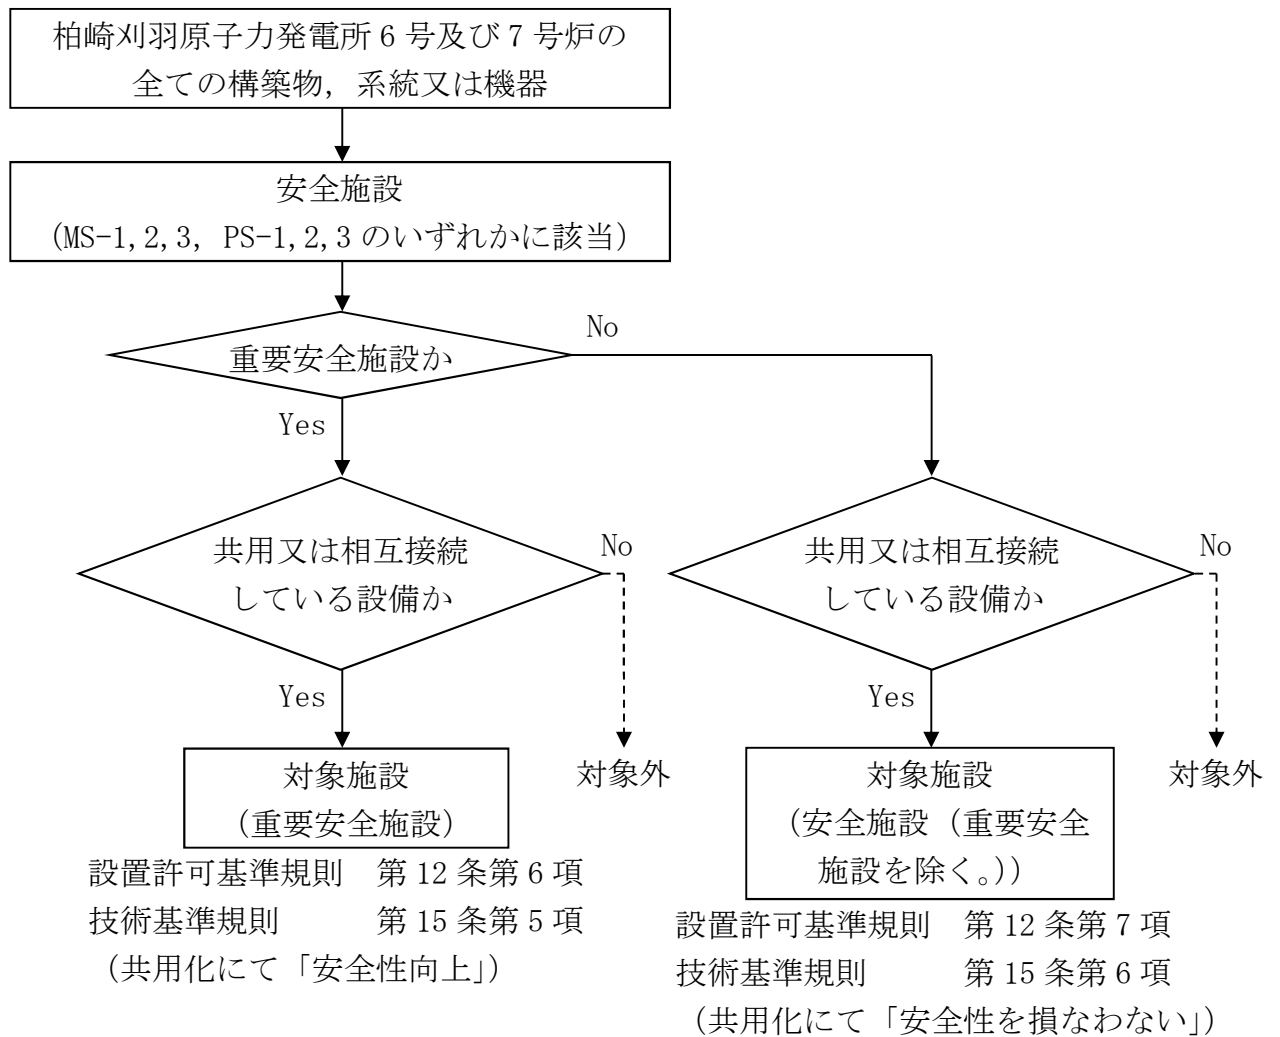 柏崎刈羽原子力発電所 6 号及び 7 号炉の
全ての構築物，系統又は機器
安全施設
（MS-1,2,3， PS-1,2,3 のいずれかに該当）
重要安全施設か
No
Yes
共用又は相互接続
している設備か
No
Yes
対象施設
（重要安全施設）
対象外
設置許可基準規則　第 12 条第 6 項
技術基準規則　　　第 15 条第 5 項
（共用化にて「安全性向上」）
共用又は相互接続
している設備か
No
Yes
対象施設
（安全施設（重要安全
施設を除く。））
対象外
設置許可基準規則　第 12 条第 7 項
技術基準規則　　　第 15 条第 6 項
（共用化にて「安全性を損なわない」）